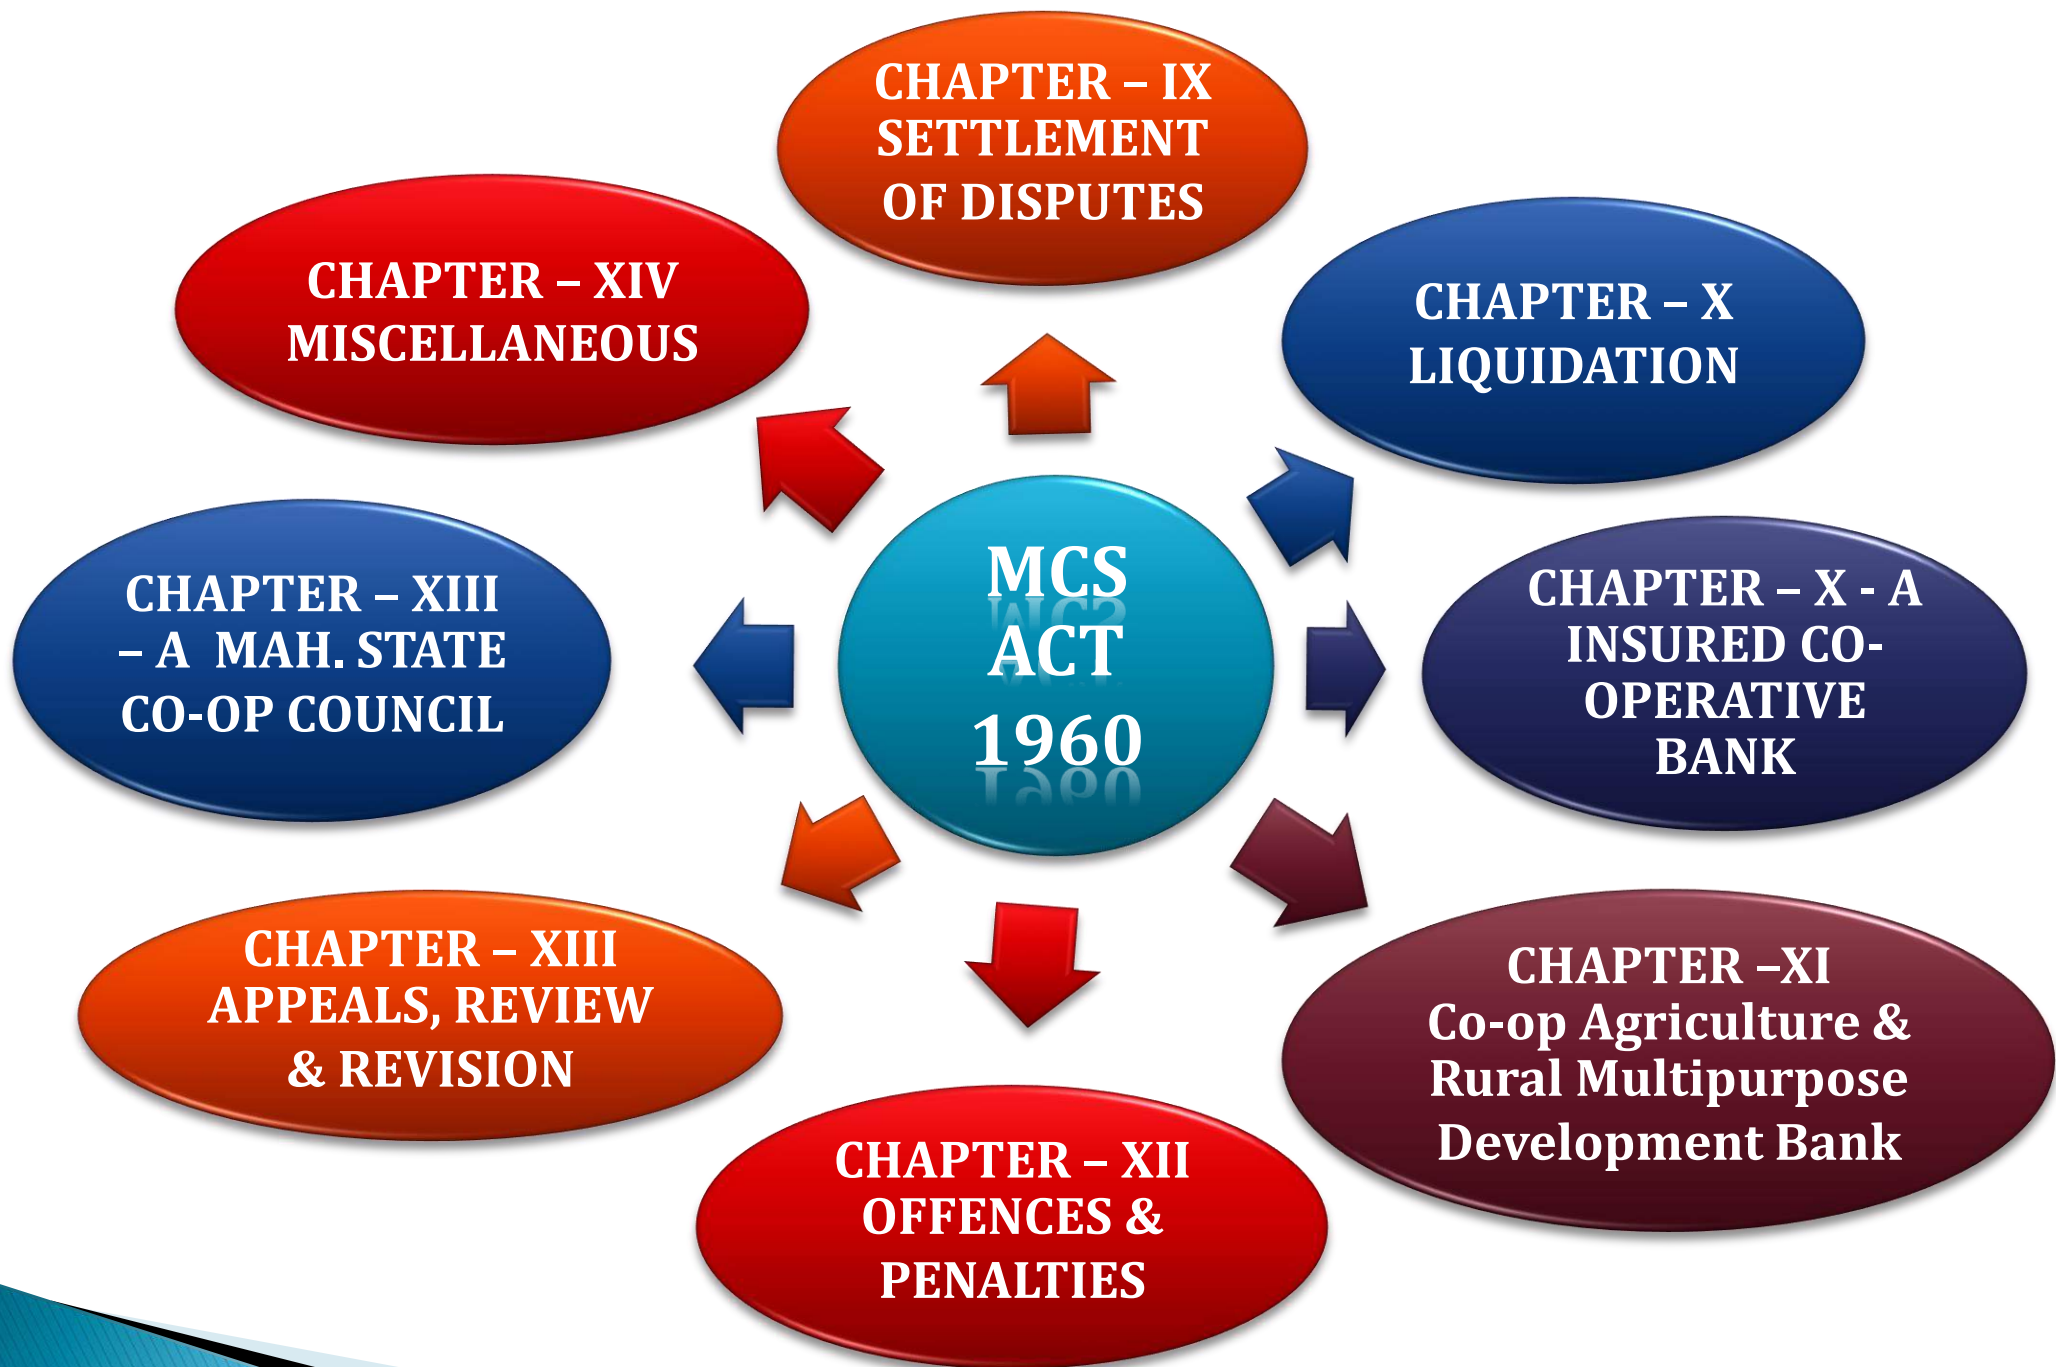 CHAPTER – IX
SETTLEMENT
OF DISPUTES
CHAPTER – X
LIQUIDATION
CHAPTER – X - A
INSURED CO-
OPERATIVE
BANK
CHAPTER –XI
Co-op Agriculture &
Rural Multipurpose
Development Bank
CHAPTER – XII
OFFENCES &
PENALTIES
CHAPTER – XIII
APPEALS, REVIEW
& REVISION
CHAPTER – XIII
– A  MAH. STATE
CO-OP COUNCIL
CHAPTER – XIV
MISCELLANEOUS
MCS
ACT
1960